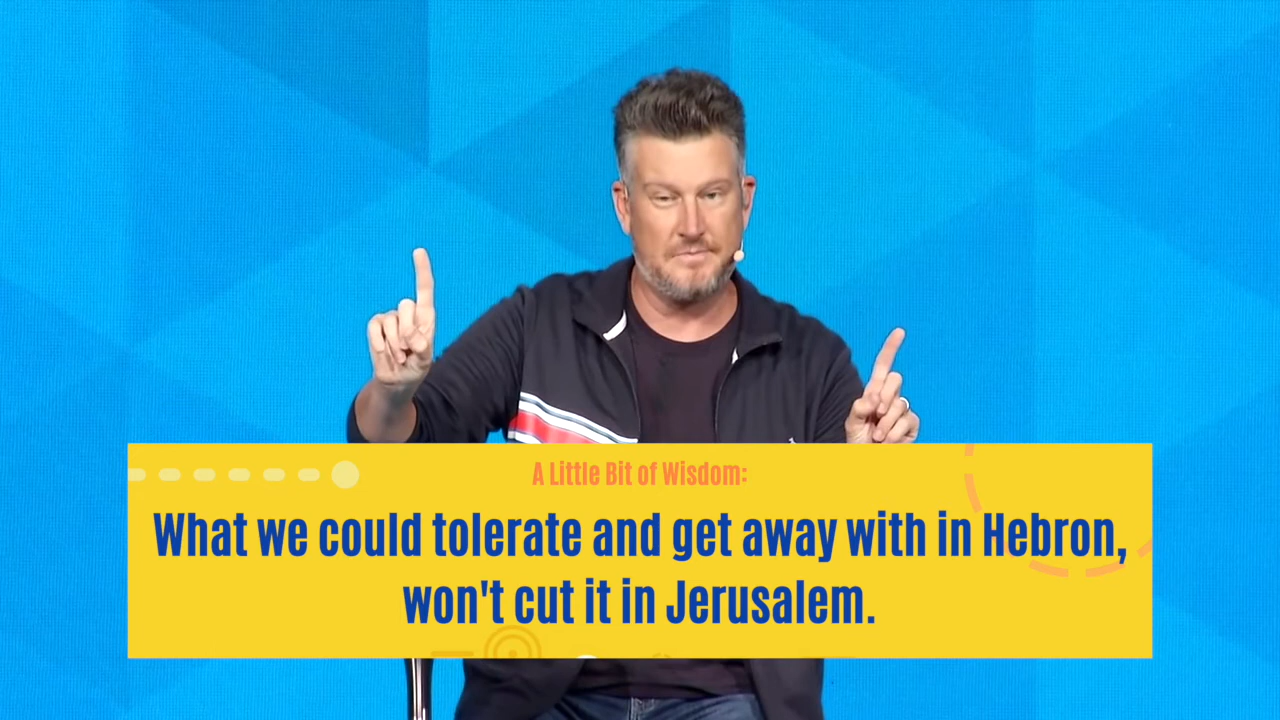 A Little Bit of Wisdom:
What we could tolerate and get away with in Hebron,
won't cut it in Jerusalem.